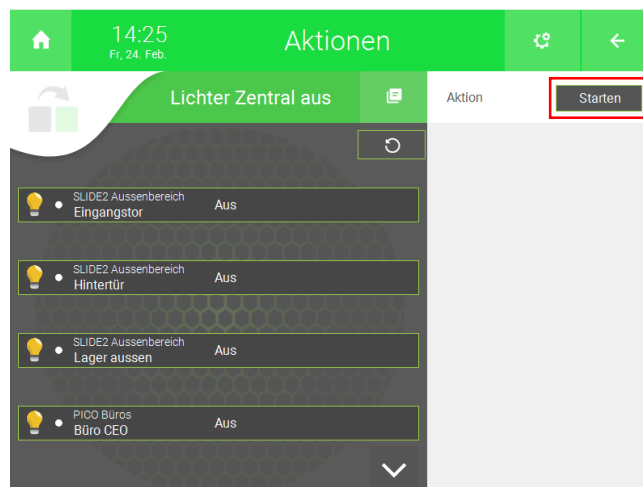 14:25
Fr, 24. Feb.
Aktionen
Lichter Zentral aus
Aktion
Starten
SLIDE2 Aussenbereich
Eingangstor
Aus
SLIDE2 Aussenbereich
Hintertür
Aus
SLIDE2 Aussenbereich
Lager aussen
Aus
PICO Büros
Büro CEO
Aus